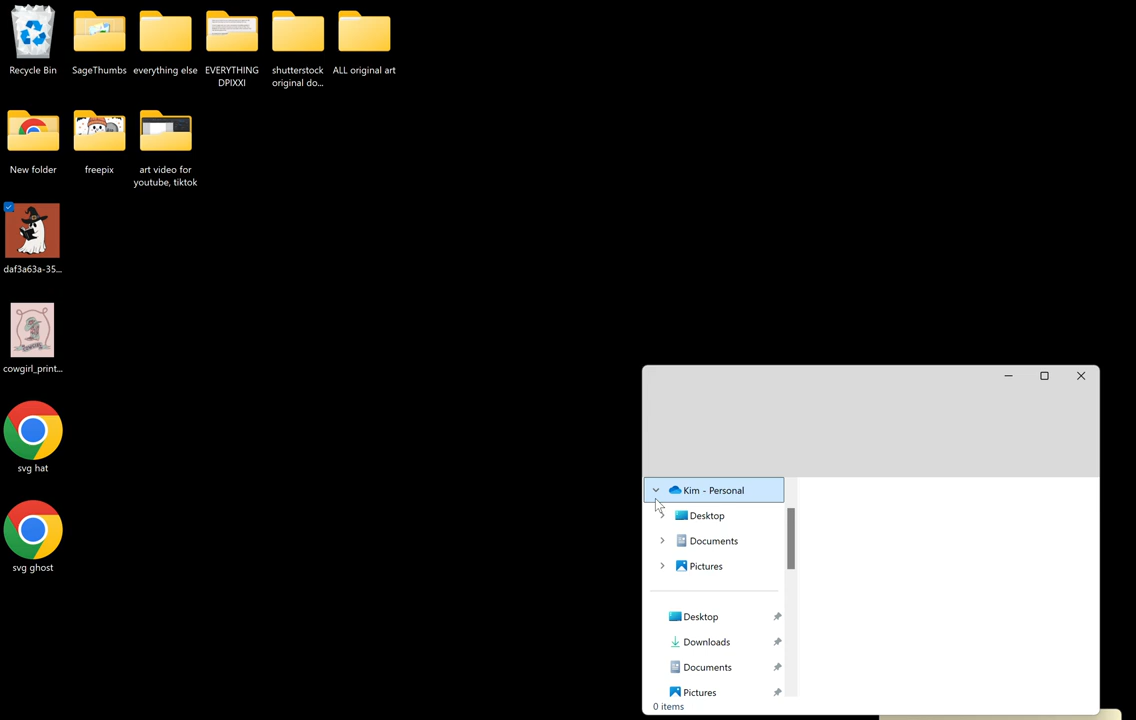 Recycle Bin
SageThumbs
everything else
EVERYTHING
DPIXXI
shutterstock
original do...
ALL original art
New folder
freepix
art video for
youtube, tiktok
daf3a63a-35...
cowgirl_print...
svg hat
svg ghost
Kim - Personal
Desktop
Documents
Pictures
Desktop
Downloads
Documents
Pictures
0 items